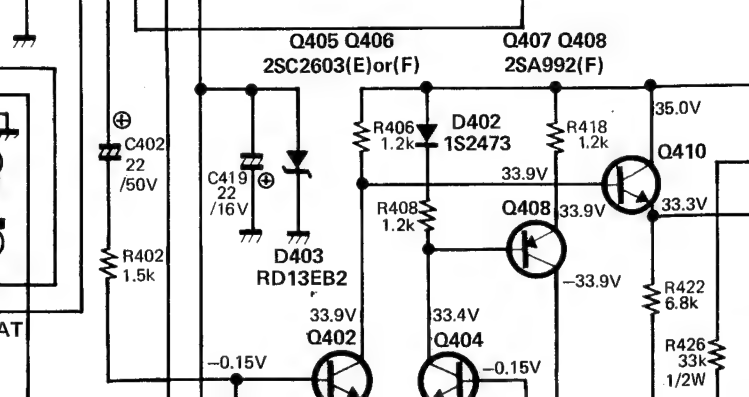 Q405 Q406
2SC2603(E)or(F)
Q407 Q408
2SA992(F)
35.0V
C402
22
/50V
R406
1.2k
D402
1S2473
R418
1.2k
Q410
C419
22
/16V
33.9V
R408
1.2k
Q408
33.9V
33.3V
R402
1.5k
D403
RD13EB2
−33.9V
R422
6.8k
33.9V
Q402
33.4V
Q404
AT
−0.15V
−0.15V
R426
33k
1/2W